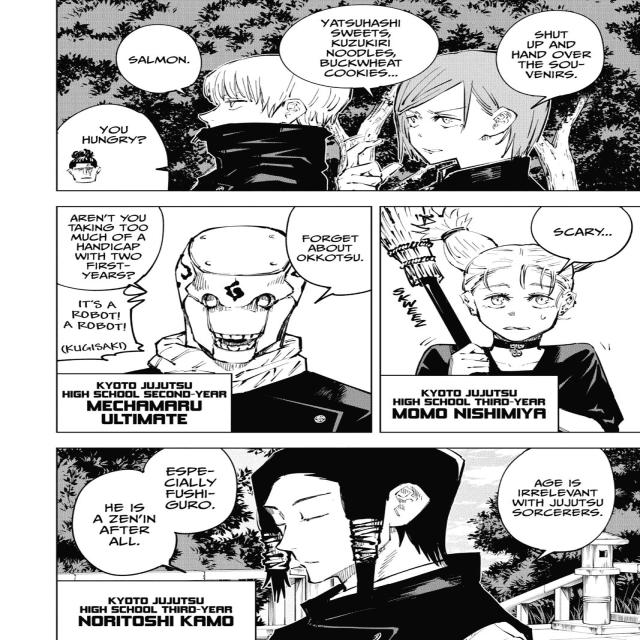 SHUT
UP AND
HAND OVER
THE SOU-
VENIRS.
YATSUHASHI
SWEETS,
KUZUKIRI
NOODLES,
BUCKWHEAT
COOKIES...
SALMON.
YOU
HUNGRY?
SCARY...
SWEEN
KYOTO JUJUTSU
HIGH SCHOOL THIRD-YEAR
MOMO NISHIMIYA
FORGET
ABOUT
OKKOTSU.
AREN'T YOU
TAKING TOO
MUCH OF A
HANDICAP
WITH TWO
FIRST-
YEARS?
IT'S A
ROBOT!
A ROBOT!
(KUGISAKI)
KYOTO JUJUTSU
HIGH SCHOOL SECOND-YEAR
MECHAMARU
ULTIMATE
AGE IS
IRRELEVANT
WITH JUJUTSU
SORCERERS.
ESPE-
CIALLY
FUSHI-
GURO.
HE IS
A ZEN'IN
AFTER
ALL.
KYOTO JUJUTSU
HIGH SCHOOL THIRD-YEAR
NORITOSHI KAMO